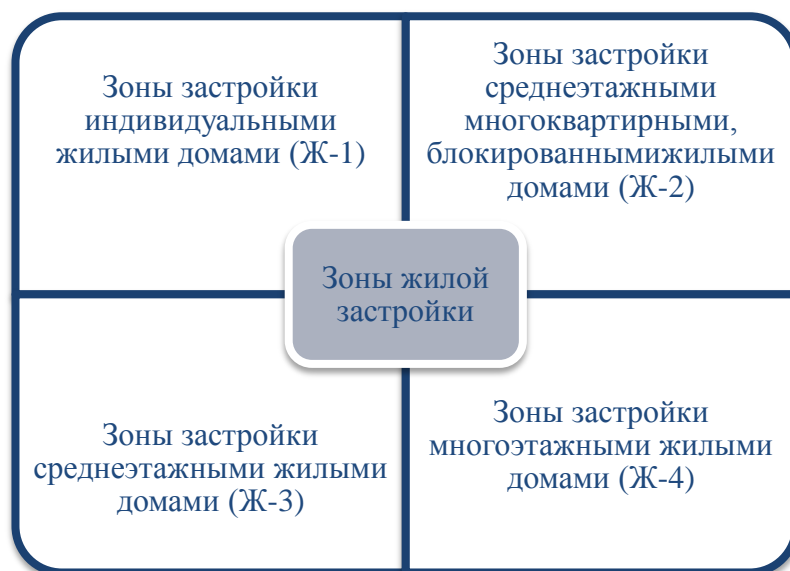 Зоны застройки
индивидуальными
жилыми домами (Ж-1)
Зоны застройки
среднеэтажными
многоквартирными,
блокированнымижилыми
домами (Ж-2)
Зоны жилой
застройки
Зоны застройки
среднеэтажными жилыми
домами (Ж-3)
Зоны застройки
многоэтажными жилыми
домами (Ж-4)